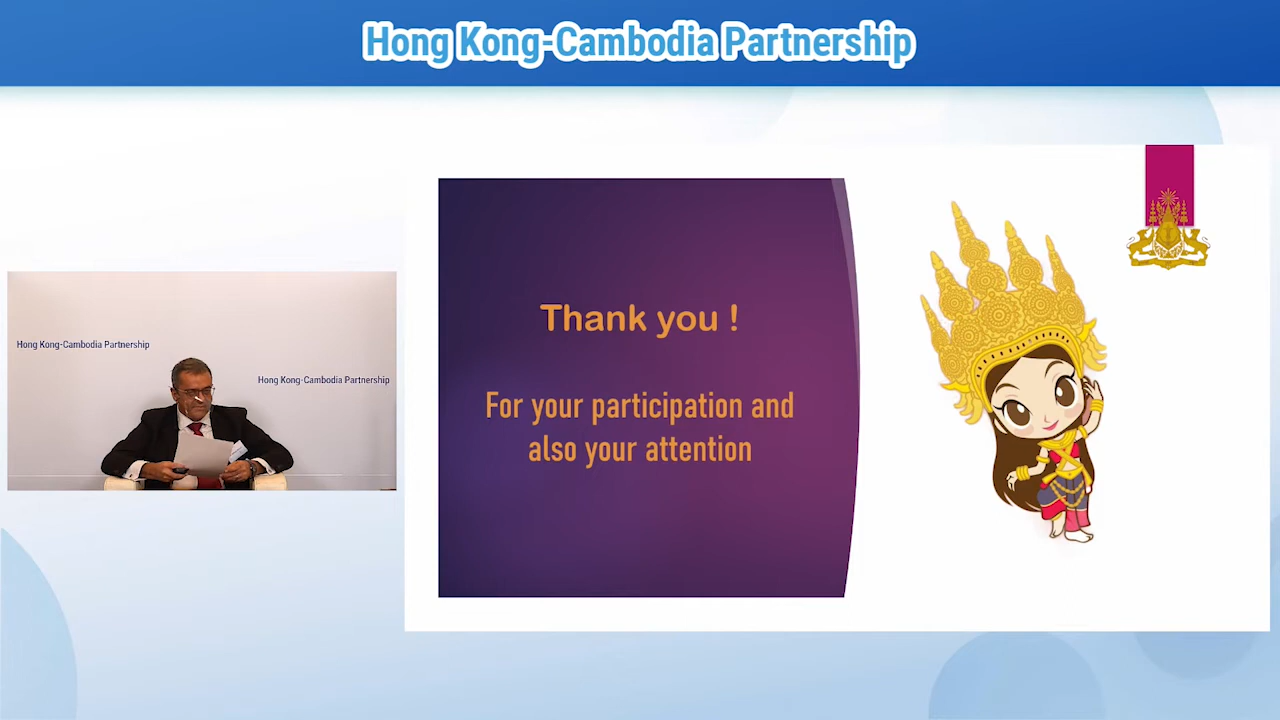 Hong Kong-Cambodia Partnership
Hong Kong-Cambodia Partnership
Hong Kong-Cambodia Partnership
Thank you !
For your participation and
also your attention